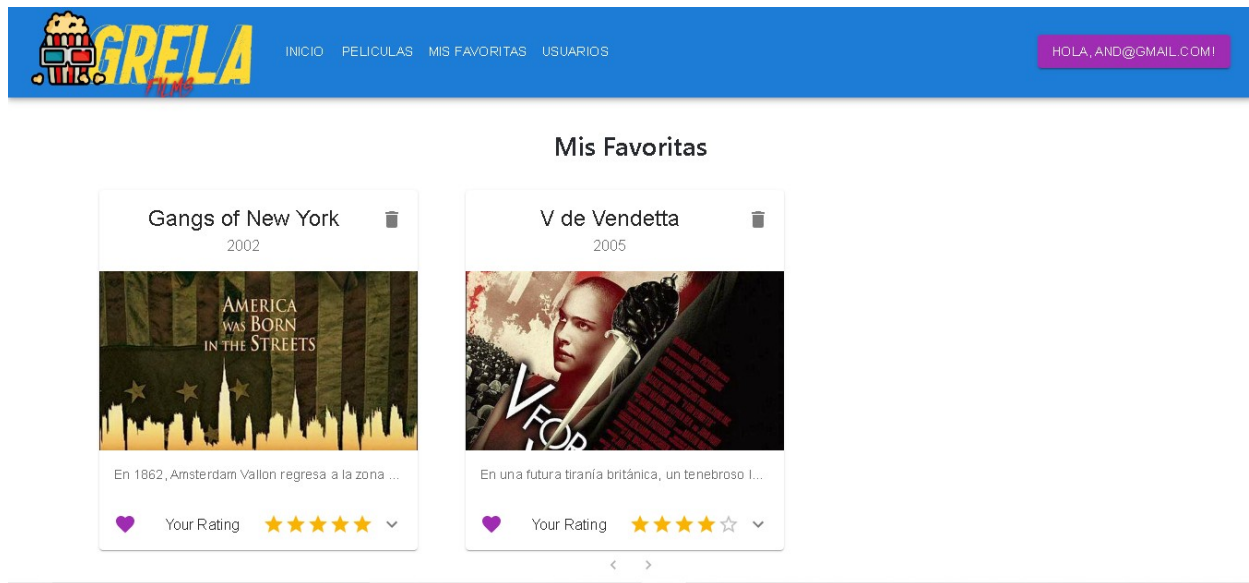 GRELA
FILMS
INICIO PELICULAS MIS FAVORITAS USUARIOS
HOLA, AND@GMAIL.COM!
Mis Favoritas
Gangs of New York
2002
AMERICA
WAS BORN
IN THE STREETS
En 1862, Amsterdam Vallon regresa a la zona ...
Your Rating
V de Vendetta
2005
V FOR
En una futura tiranía británica, un tenebroso l...
Your Rating